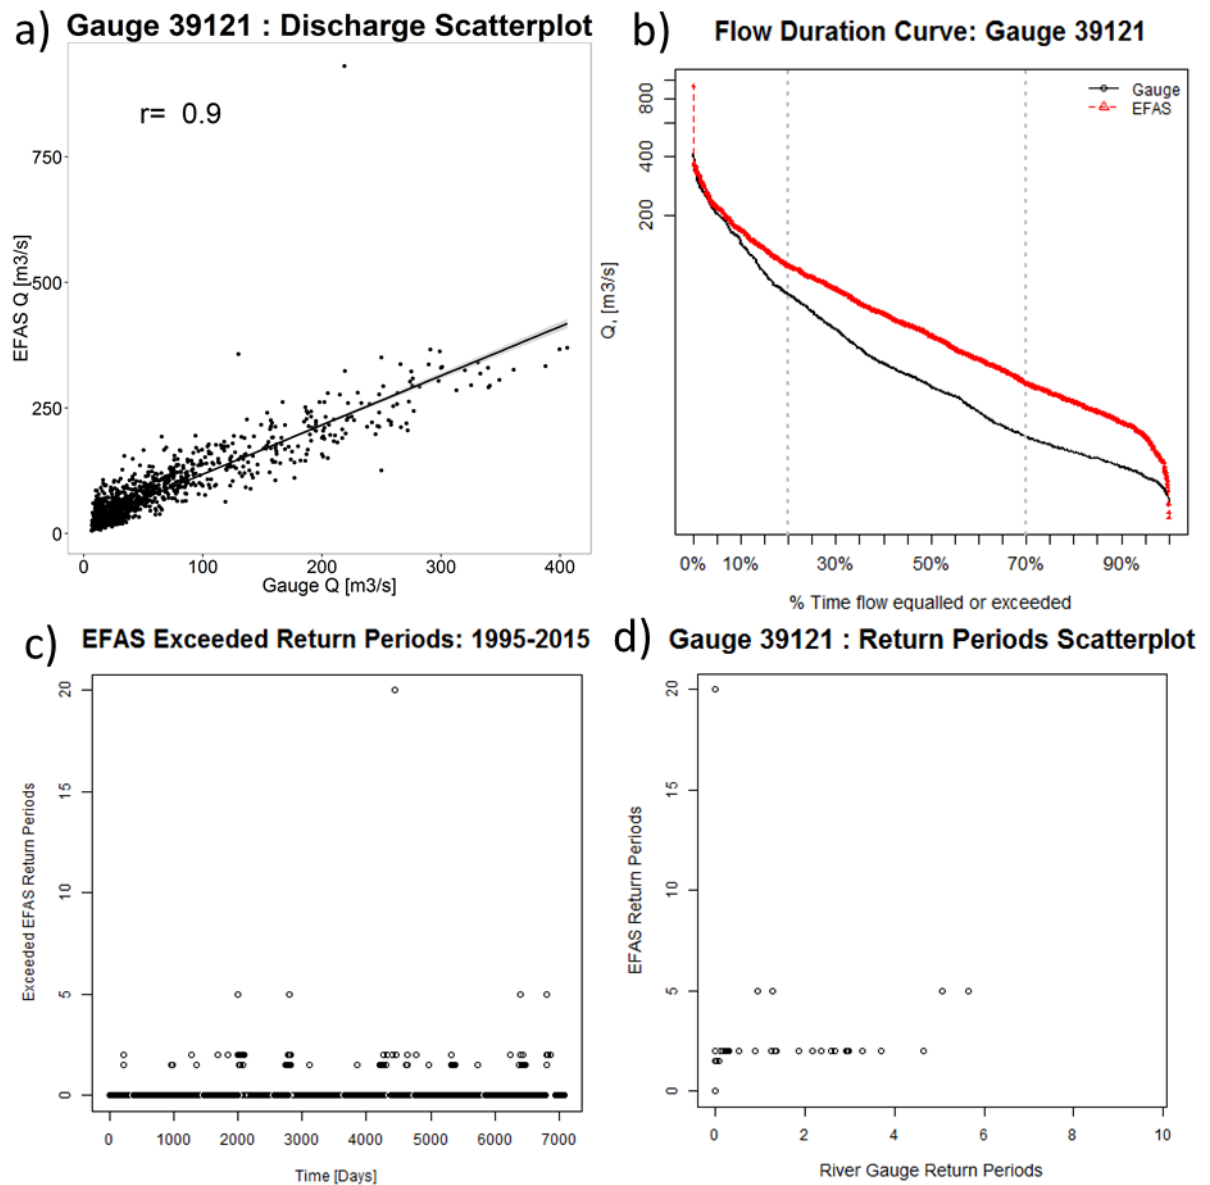 a) Gauge 39121 : Discharge Scatterplot
r= 0.9
750
500
250
0
EFAS Q [m3/s]
0 100 200 300 400
Gauge Q [m3/s]
b) Flow Duration Curve: Gauge 39121
Gauge
EFAS
800
400
200
Q, [m3/s]
0% 10% 30% 50% 70% 90%
% Time flow equalled or exceeded
c) EFAS Exceeded Return Periods: 1995-2015
20
15
10
5
0
Exceeded EFAS Return Periods
0 1000 2000 3000 4000 5000 6000 7000
Time [Days]
d) Gauge 39121 : Return Periods Scatterplot
20
15
10
5
0
EFAS Return Periods
0 2 4 6 8 10
River Gauge Return Periods